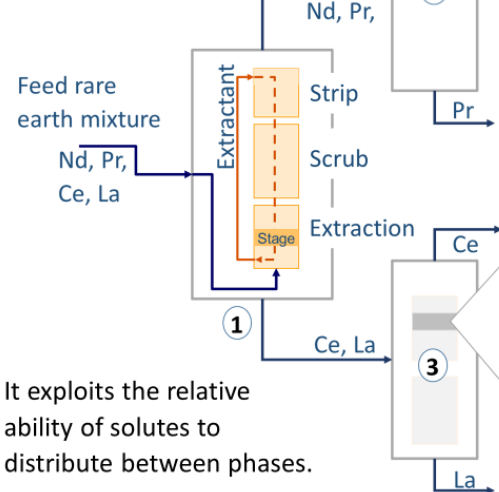 Nd, Pr,
Pr
Feed rare
earth mixture
Nd, Pr,
Ce, La
Extractant
Strip
Scrub
Extraction
Stage
Ce
1
Ce, La
3
La
It exploits the relative
ability of solutes to
distribute between phases.